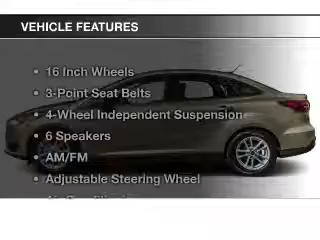 VEHICLE FEATURES
• 16 Inch Wheels
• 3-Point Seat Belts
• 4-Wheel Independent Suspension
• 6 Speakers
• AM/FM
• Adjustable Steering Wheel